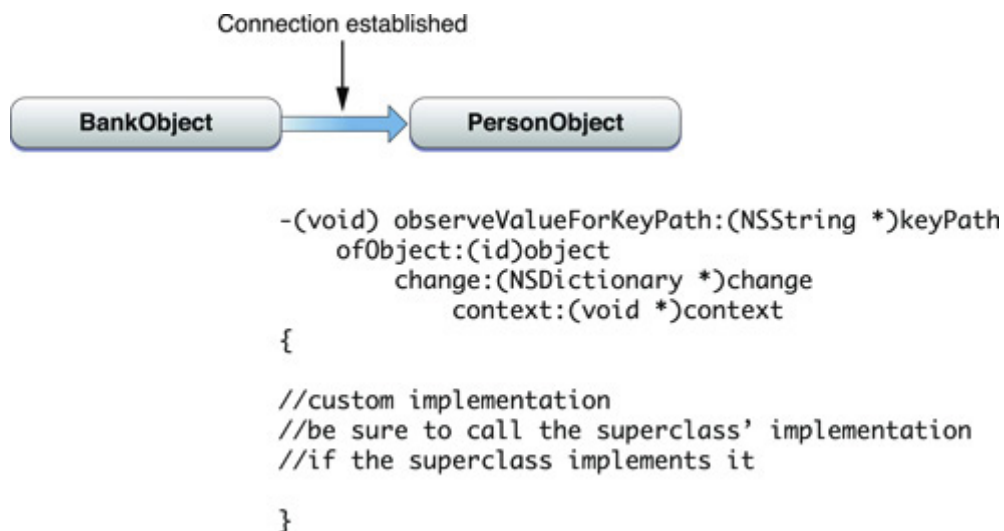 Connection established
BankObject
PersonObject
-(void) observeValueForKeyPath:(NSString *)keyPath
ofObject:(id)object
change:(NSDictionary *)change
context:(void *)context
{
//custom implementation
//be sure to call the superclass’ implementation
//if the superclass implements it
}